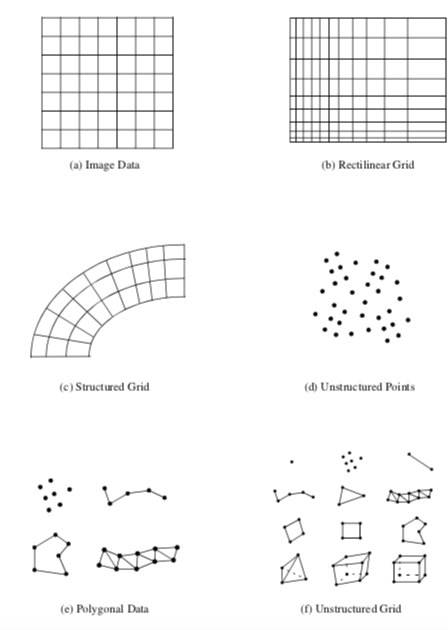 (a) Image Data
(b) Rectilinear Grid
(c) Structured Grid
(d) Unstructured Points
(e) Polygonal Data
(f) Unstructured Grid